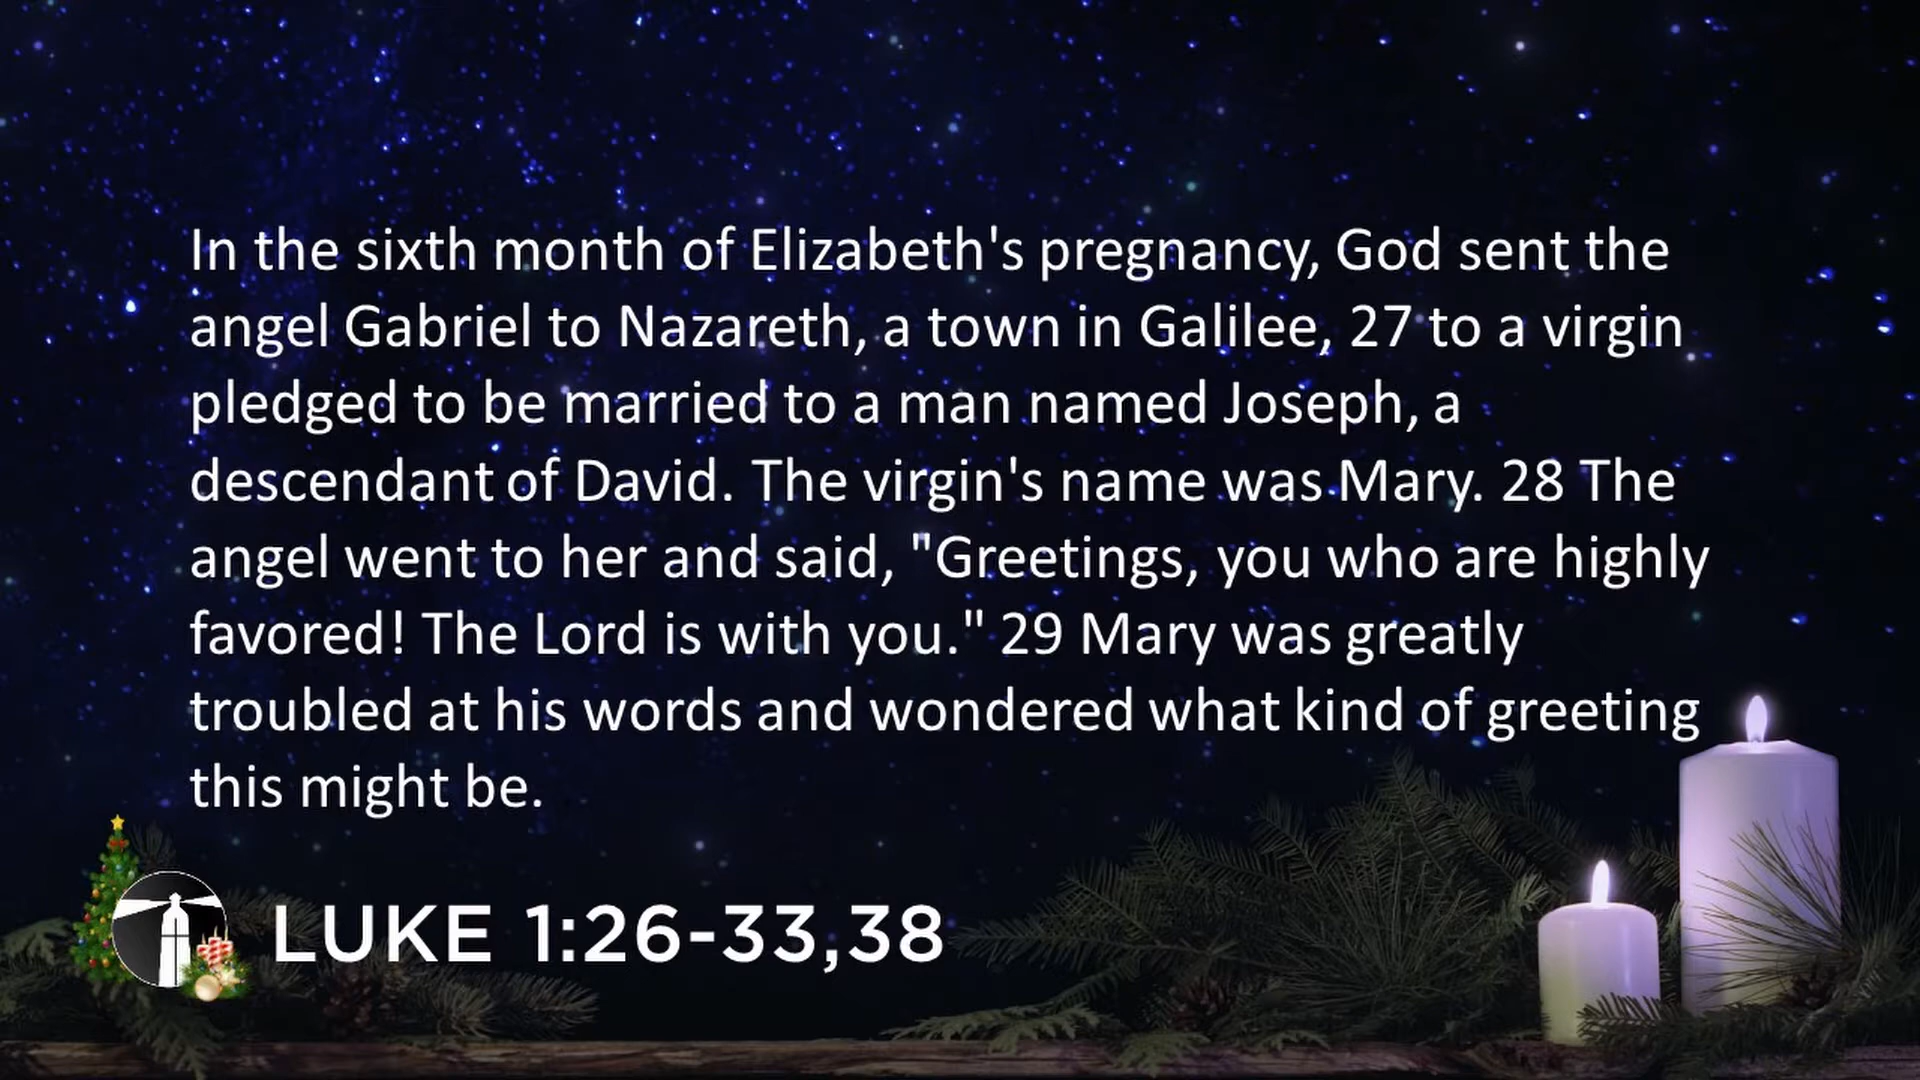 In the sixth month of Elizabeth's pregnancy, God sent the
angel Gabriel to Nazareth, a town in Galilee, 27 to a virgin
pledged to be married to a man named Joseph, a
descendant of David. The virgin's name was Mary. 28 The
angel went to her and said, "Greetings, you who are highly
favored! The Lord is with you." 29 Mary was greatly
troubled at his words and wondered what kind of greeting
this might be.
LUKE 1:26-33,38